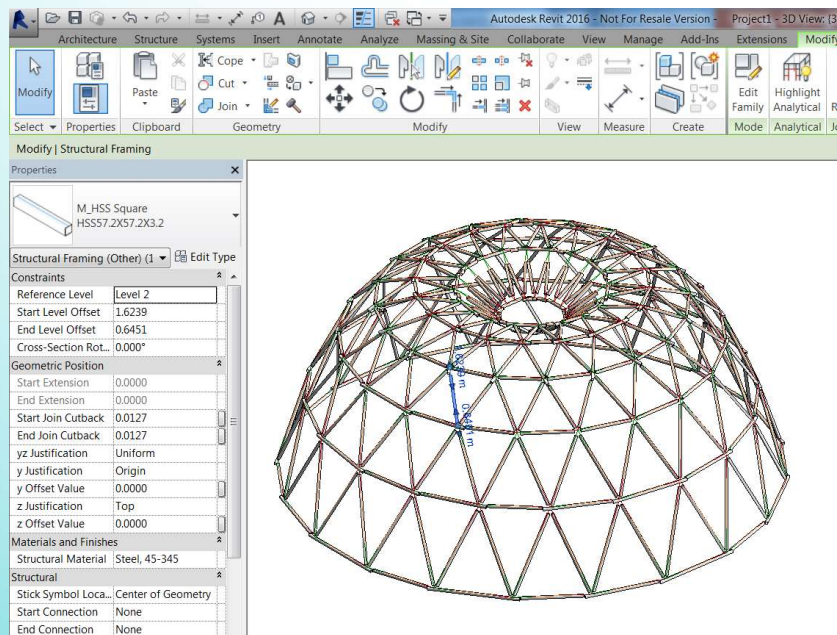 Autodesk Revit 2016 - Not For Resale Version - Project1 - 3D View: {3
Architecture Structure Systems Insert Annotate Analyze Massing & Site Collaborate View Manage Add-Ins Extensions Modify
Modify
Paste
Cope
Cut
Join
Edit Family
Highlight Analytical
R
Select Properties Clipboard Geometry Modify View Measure Create Mode Analytical Jo
Modify | Structural Framing
Properties
M_HSS Square
HSS57.2X57.2X3.2
Structural Framing (Other) (1 Edit Type
Constraints
Reference Level Level 2
Start Level Offset 1.6239
End Level Offset 0.6451
Cross-Section Rot... 0.000°
Geometric Position
Start Extension 0.0000
End Extension 0.0000
Start Join Cutback 0.0127
End Join Cutback 0.0127
yz Justification Uniform
y Justification Origin
y Offset Value 0.0000
z Justification Top
z Offset Value 0.0000
Materials and Finishes
Structural Material Steel, 45-345
Structural
Stick Symbol Loca... Center of Geometry
Start Connection None
End Connection None